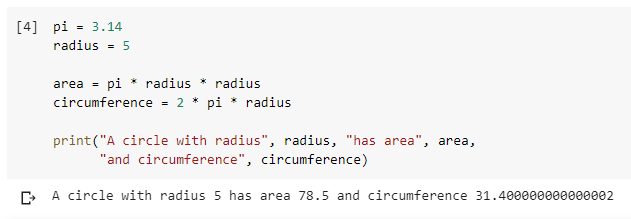 [4] pi = 3.14
radius = 5
area = pi * radius * radius
circumference = 2 * pi * radius
print("A circle with radius", radius, "has area", area,
"and circumference", circumference)
A circle with radius 5 has area 78.5 and circumference 31.400000000000002